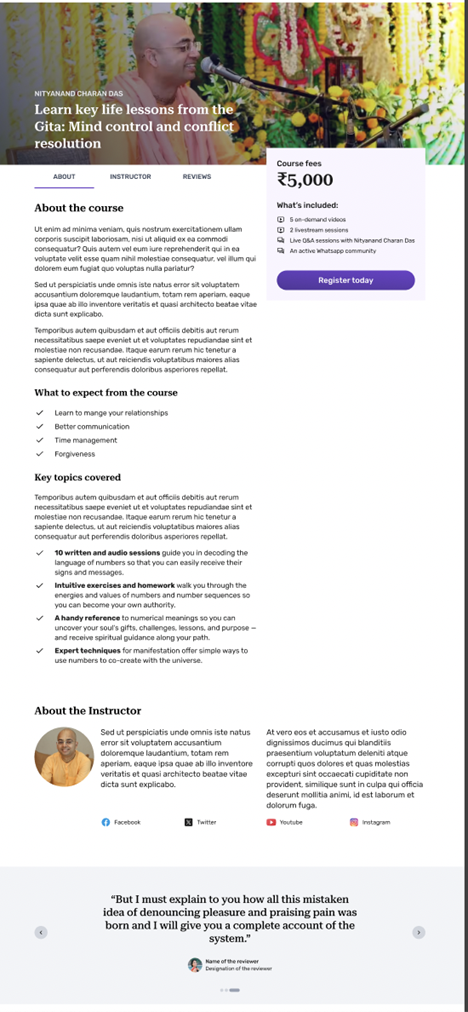 NITYANAND CHARAN DAS
Learn key life lessons from the
Gita: Mind control and conflict
resolution
ABOUT
INSTRUCTOR
REVIEWS
Course fees
₹5,000
What's included:
5 on-demand videos
2 livestream sessions
Live Q&A sessions with Nityanand Charan Das
An active Whatsapp community
Register today
About the course
Ut enim ad minima veniam, quis nostrum exercitationem ullam
corporis suscipit laboriosam, nisi ut aliquid ex ea commodi
consequatur? Quis autem vel eum iure reprehenderit qui in ea
voluptate velit esse quam nihil molestiae consequatur, vel illum qui
dolorem eum fugiat quo voluptas nulla pariatur?
Sed ut perspiciatis unde omnis iste natus error sit voluptatem
accusantium doloremque laudantium, totam rem aperiam, eaque
ipsa quae ab illo inventore veritatis et quasi architecto beatae vitae
dicta sunt explicabo.
Temporibus autem quibusdam et aut officiis debitis aut rerum
necessitatibus saepe eveniet ut et voluptates repudiandae sint et
molestiae non recusandae. Itaque earum rerum hic tenetur a
sapiente delectus, ut aut reiciendis voluptatibus maiores alias
consequatur aut perferendis doloribus asperiores repellat.
What to expect from the course
Learn to mange your relationships
Better communication
Time management
Forgiveness
Key topics covered
Temporibus autem quibusdam et aut officiis debitis aut rerum
necessitatibus saepe eveniet ut et voluptates repudiandae sint et
molestiae non recusandae. Itaque earum rerum hic tenetur a
sapiente delectus, ut aut reiciendis voluptatibus maiores alias
consequatur aut perferendis doloribus asperiores repellat.
10 written and audio sessions guide you in decoding the
language of numbers so that you can easily receive their
signs and messages.
Intuitive exercises and homework walk you through the
energies and values of numbers and number sequences so
you can become your own authority.
A handy reference to numerical meanings so you can
uncover your soul's gifts, challenges, lessons, and purpose —
and receive spiritual guidance along your path.
Expert techniques for manifestation offer simple ways to
use numbers to co-create with the universe.
About the Instructor
Sed ut perspiciatis unde omnis iste natus
error sit voluptatem accusantium
doloremque laudantium, totam rem
aperiam, eaque ipsa quae ab illo inventore
veritatis et quasi architecto beatae vitae
dicta sunt explicabo.
At vero eos et accusamus et iusto odio
dignissimos ducimus qui blanditiis
praesentium voluptatum deleniti atque
corrupti quos dolores et quas molestias
excepturi sint occaecati cupiditate non
provident, similique sunt in culpa qui officia
deserunt mollitia animi, id est laborum et
dolorum fuga.
Facebook
Twitter
Youtube
Instagram
“But I must explain to you how all this mistaken
idea of denouncing pleasure and praising pain was
born and I will give you a complete account of the
system.”
Name of the reviewer
Designation of the reviewer